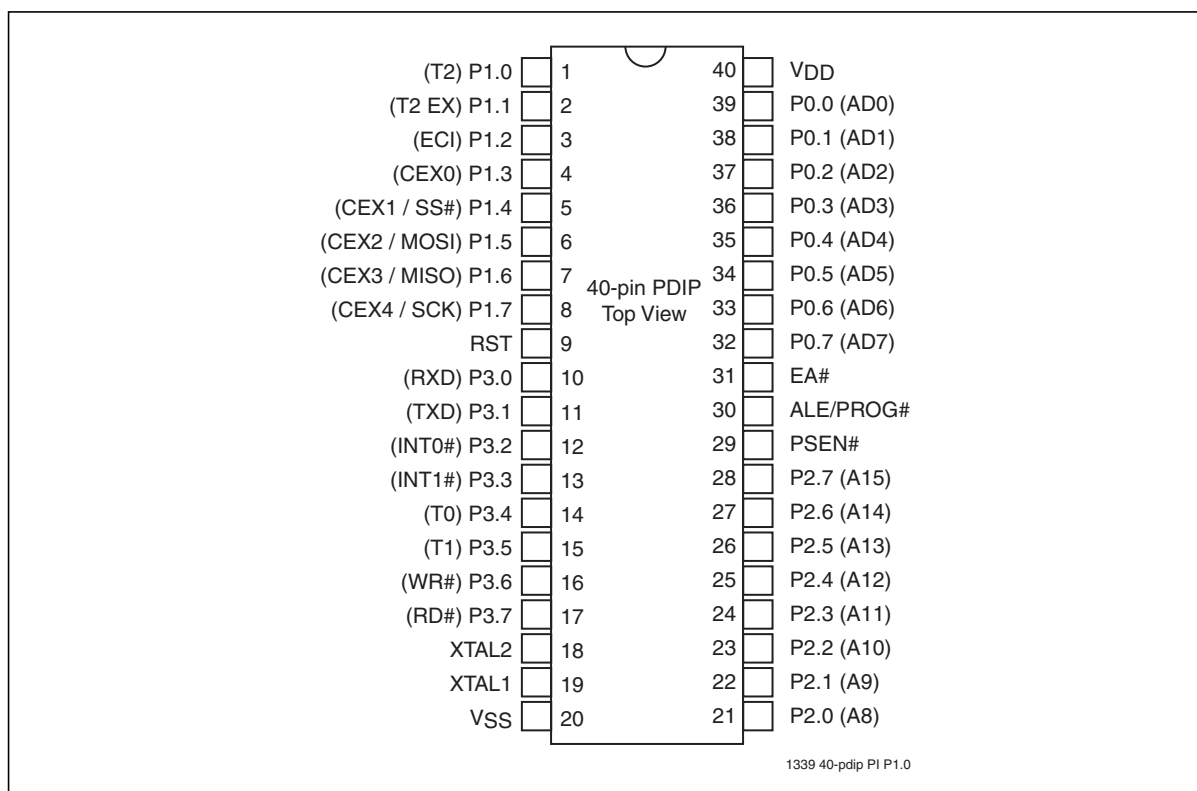 (T2) P1.0 1 40 VDD
(T2 EX) P1.1 2 39 P0.0 (AD0)
(ECI) P1.2 3 38 P0.1 (AD1)
(CEX0) P1.3 4 37 P0.2 (AD2)
(CEX1 / SS#) P1.4 5 36 P0.3 (AD3)
(CEX2 / MOSI) P1.5 6 35 P0.4 (AD4)
(CEX3 / MISO) P1.6 7 34 P0.5 (AD5)
40-pin PDIP
Top View
(CEX4 / SCK) P1.7 8 33 P0.6 (AD6)
RST 9 32 P0.7 (AD7)
(RXD) P3.0 10 31 EA#
(TXD) P3.1 11 30 ALE/PROG#
(INT0#) P3.2 12 29 PSEN#
(INT1#) P3.3 13 28 P2.7 (A15)
(T0) P3.4 14 27 P2.6 (A14)
(T1) P3.5 15 26 P2.5 (A13)
(WR#) P3.6 16 25 P2.4 (A12)
(RD#) P3.7 17 24 P2.3 (A11)
XTAL2 18 23 P2.2 (A10)
XTAL1 19 22 P2.1 (A9)
VSS 20 21 P2.0 (A8)
1339 40-pdip PI P1.0